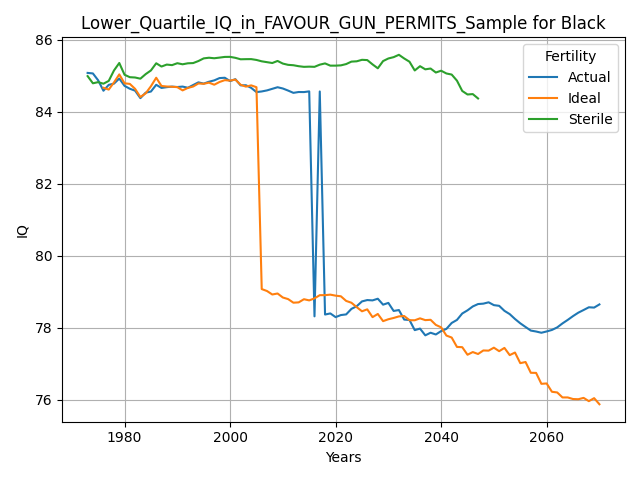 Lower_Quartile_IQ_in_FAVOUR_GUN_PERMITS_Sample for Black
Fertility
Actual
Ideal
Sterile
86
84
82
80
78
76
IQ
1980
2000
2020
2040
2060
Years